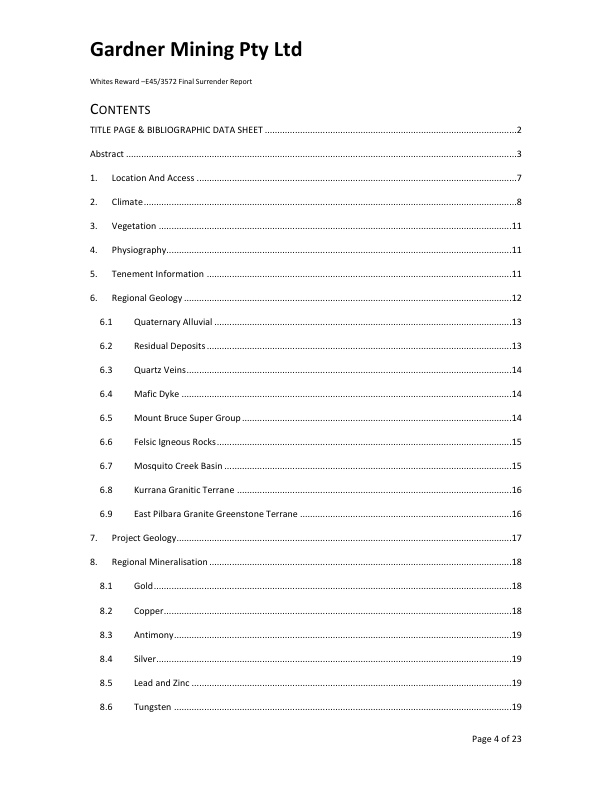 Gardner Mining Pty Ltd
Whites Reward –E45/3572 Final Surrender Report
CONTENTS
TITLE PAGE & BIBLIOGRAPHIC DATA SHEET ........................................................................2
Abstract ........................................................................3
1. Location And Access ........................................................................7
2. Climate........................................................................8
3. Vegetation ........................................................................11
4. Physiography........................................................................11
5. Tenement Information ........................................................................11
6. Regional Geology ........................................................................12
6.1 Quaternary Alluvial ........................................................................13
6.2 Residual Deposits ........................................................................13
6.3 Quartz Veins........................................................................14
6.4 Mafic Dyke ........................................................................14
6.5 Mount Bruce Super Group ........................................................................14
6.6 Felsic Igneous Rocks........................................................................15
6.7 Mosquito Creek Basin ........................................................................15
6.8 Kurrana Granitic Terrane ........................................................................16
6.9 East Pilbara Granite Greenstone Terrane ........................................................................16
7. Project Geology........................................................................17
8. Regional Mineralisation ........................................................................18
8.1 Gold........................................................................18
8.2 Copper........................................................................18
8.3 Antimony........................................................................19
8.4 Silver........................................................................19
8.5 Lead and Zinc ........................................................................19
8.6 Tungsten ........................................................................19
Page 4 of 23